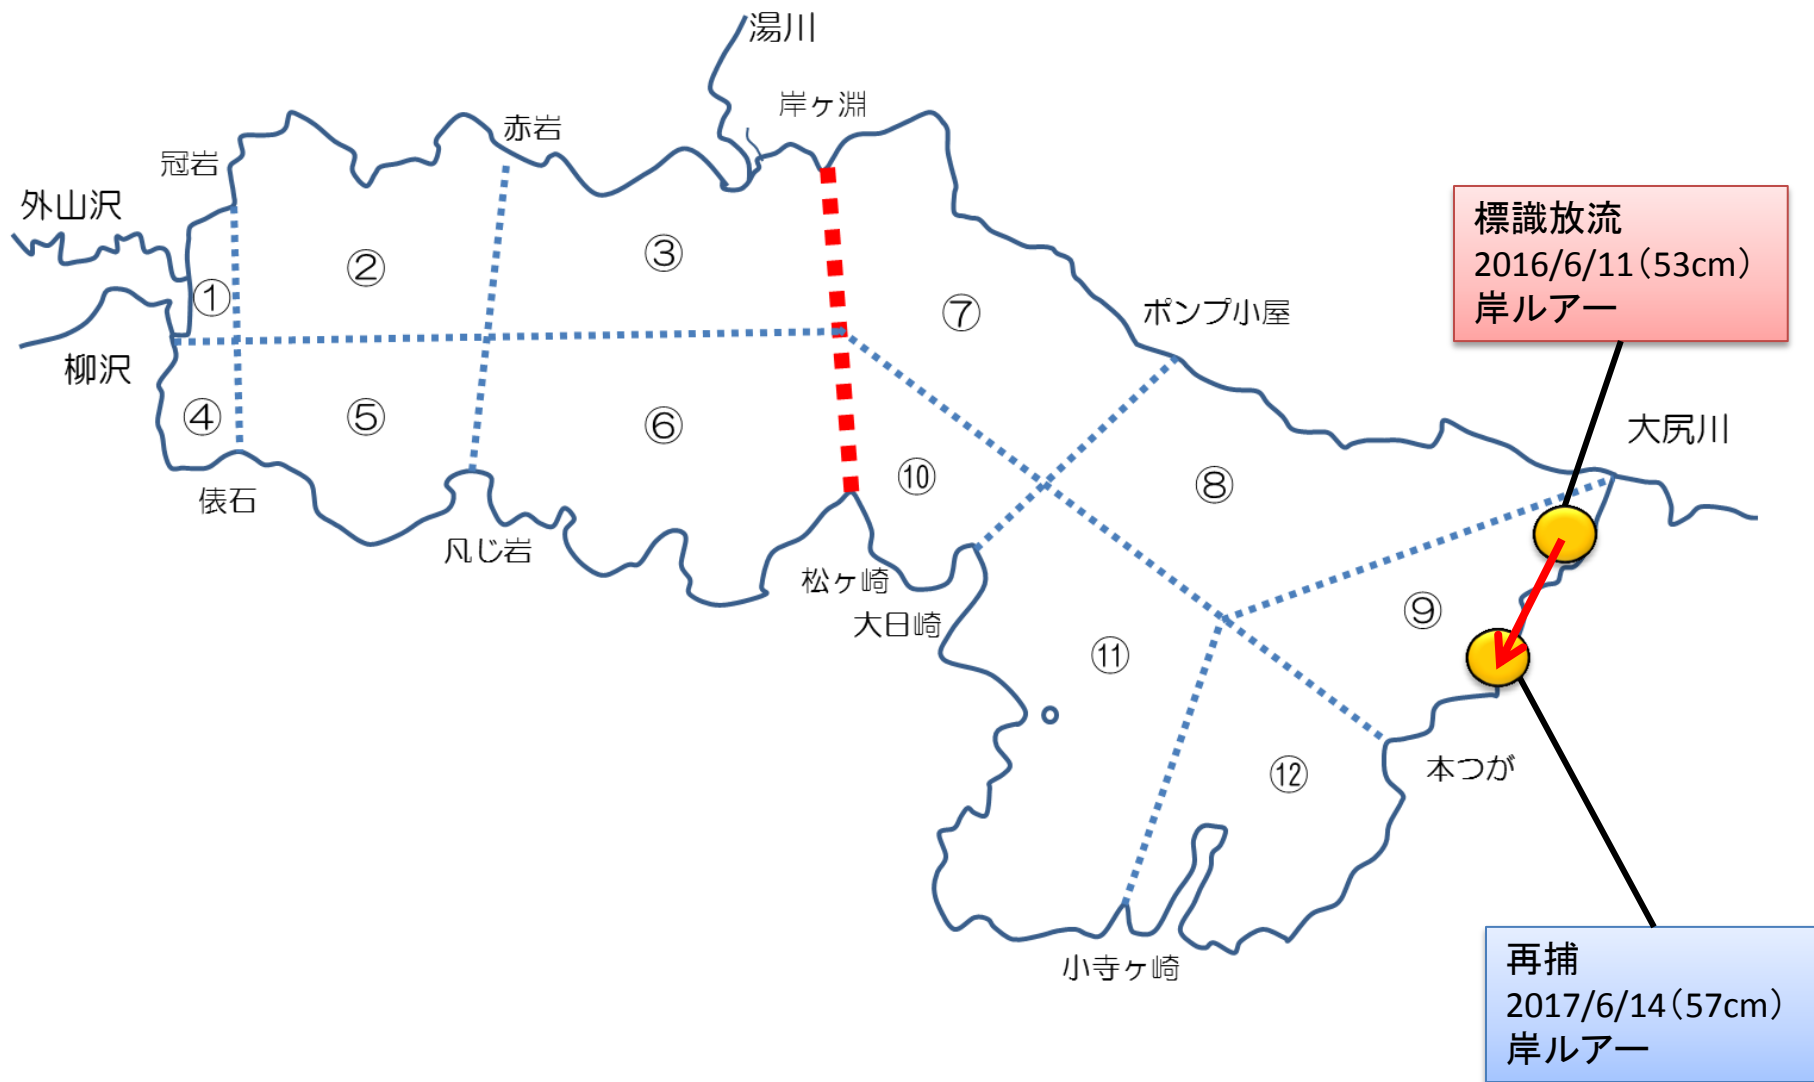 湯川
岸ヶ淵
赤岩
冠岩
外山沢
標識放流
2016/6/11(53cm)
岸ルアー
①
②
③
⑦
ポンプ小屋
柳沢
④
⑤
⑥
⑩
⑧
大尻川
俵石
凡じ岩
松ヶ崎
大日崎
⑨
⑪
⑫
本つが
小寺ヶ崎
再捕
2017/6/14(57cm)
岸ルアー